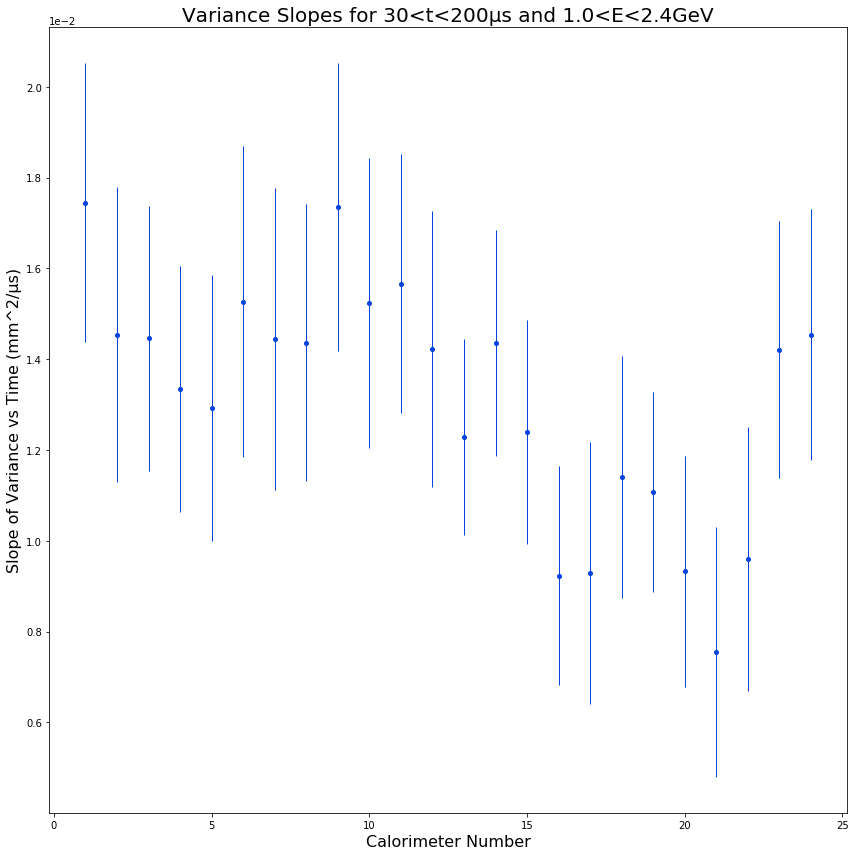 Variance Slopes for 30<t<200μs and 1.0<E<2.4GeV
1e−2
2.0
1.8
1.6
1.4
1.2
1.0
0.8
0.6
Slope of Variance vs Time (mm^2/μs)
0 5 10 15 20 25
Calorimeter Number